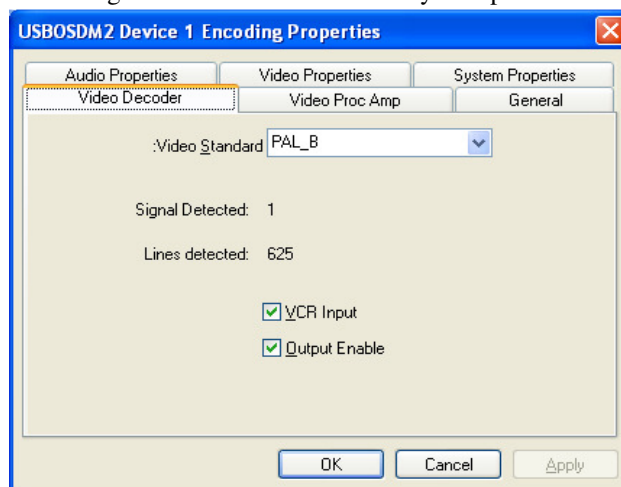 USBOSDM2 Device 1 Encoding Properties
Audio Properties Video Properties System Properties
Video Decoder Video Proc Amp General
:Video Standard PAL_B
Signal Detected: 1
Lines detected: 625
VCR Input
Output Enable
OK Cancel Apply